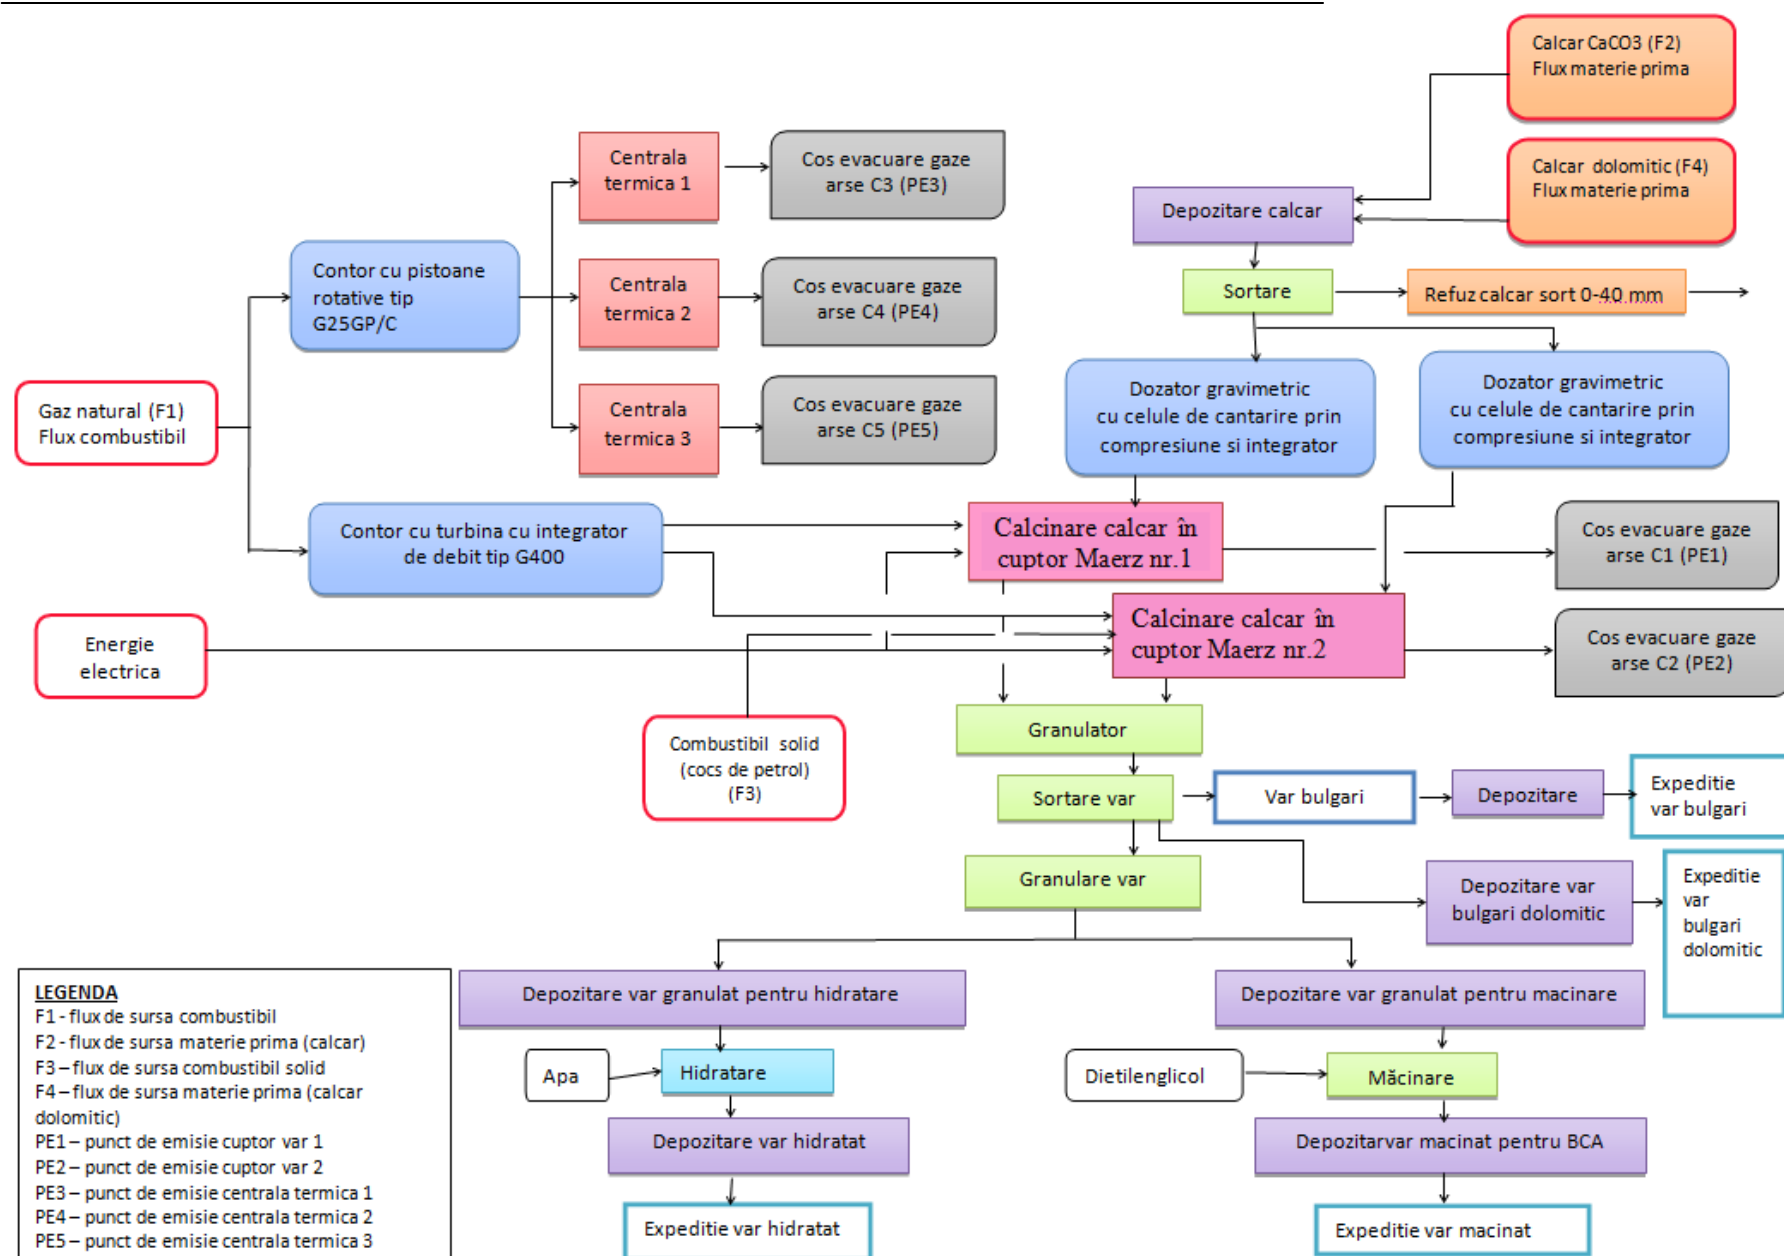 Calcar CaCO3 (F2)
Flux materie prima
Calcar dolomitic (F4)
Flux materie prima
Centrala
termica 1
Cos evacuare gaze
arse C3 (PE3)
Depozitare calcar
Contor cu pistoane
rotative tip
G25GP/C
Centrala
termica 2
Cos evacuare gaze
arse C4 (PE4)
Sortare
Refuz calcar sort 0-40 mm
Gaz natural (F1)
Flux combustibil
Centrala
termica 3
Cos evacuare gaze
arse C5 (PE5)
Dozator gravimetric
cu celule de cantarire prin
compresiune si integrator
Dozator gravimetric
cu celule de cantarire prin
compresiune si integrator
Contor cu turbina cu integrator
de debit tip G400
Calcinare calcar în
cuptor Maerz nr.1
Cos evacuare gaze
arse C1 (PE1)
Energie
electrica
Calcinare calcar în
cuptor Maerz nr.2
Cos evacuare gaze
arse C2 (PE2)
Combustibil solid
(cocs de petrol)
(F3)
Granulator
Sortare var
Var bulgari
Depozitare
Expeditie
var bulgari
Granulare var
Depozitare var
bulgari dolomitic
Expeditie
var
bulgari
dolomitic
Depozitare var granulat pentru hidratare
Depozitare var granulat pentru macinare
Apa
Hidratare
Dietilenglicol
Măcinare
Depozitare var hidratat
Depozitarvar macinat pentru BCA
Expeditie var hidratat
Expeditie var macinat
LEGENDA
F1 - flux de sursa combustibil
F2 - flux de sursa materie prima (calcar)
F3 – flux de sursa combustibil solid
F4 – flux de sursa materie prima (calcar
dolomitic)
PE1 – punct de emisie cuptor var 1
PE2 – punct de emisie cuptor var 2
PE3 – punct de emisie centrala termica 1
PE4 – punct de emisie centrala termica 2
PE5 – punct de emisie centrala termica 3